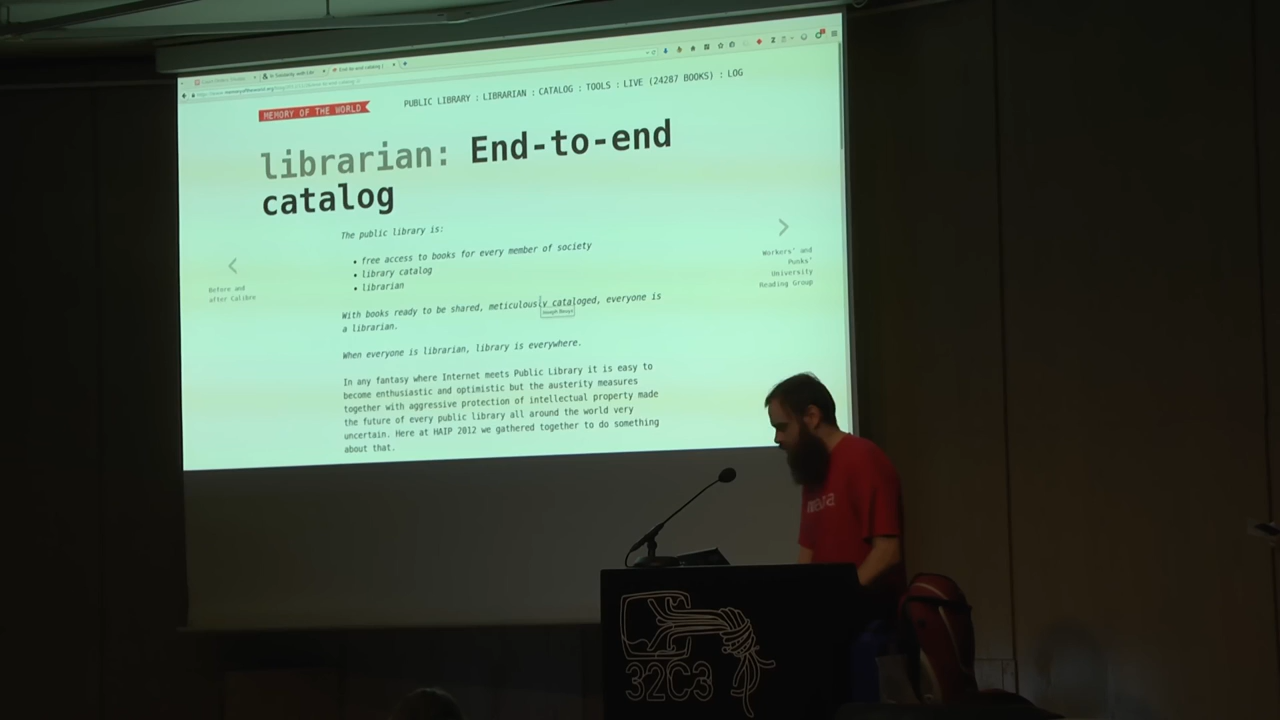 MEMORY OF THE WORLD
PUBLIC LIBRARY : LIBRARIAN : CATALOG : TOOLS : LIVE (24287 BOOKS) : LOG
librarian: End-to-end
catalog
The public library is:
• free access to books for every member of society
• library catalog
• librarian
With books ready to be shared, meticulously cataloged, everyone is
a librarian.
When everyone is librarian, library is everywhere.
In any fantasy where Internet meets Public Library it is easy to
become enthusiastic and optimistic but the austerity measures
together with aggressive protection of intellectual property made
the future of every public library all around the world very
uncertain. Here at HAIP 2012 we gathered together to do something
about that.
Before and
after Calibre
Workers' and
Punks'
University
Reading Group
32C3